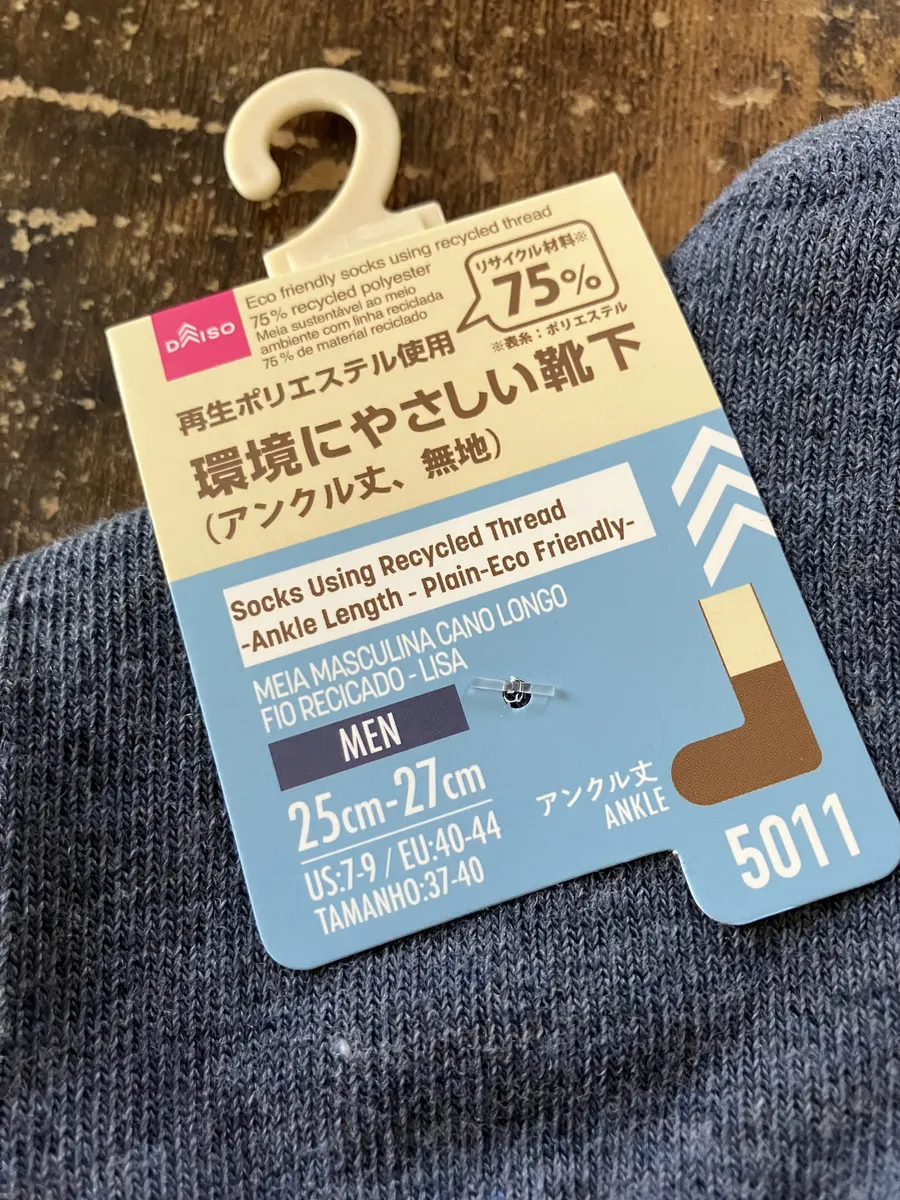 DAISO
Eco friendly socks using recycled thread
75% recycled polyester
Meia sustentável ao meio
ambiente com linha reciclada
75% de material reciclado
リサイクル材料※
75%
※表糸：ポリエステル
再生ポリエステル使用
環境にやさしい靴下
（アンクル丈、無地）
Socks Using Recycled Thread
-Ankle Length - Plain-Eco Friendly-
MEIA MASCULINA CANO LONGO
FIO RECICADO - LISA
MEN
25cm-27cm
US:7-9 / EU:40-44
TAMANHO:37-40
アンクル丈
ANKLE
5011